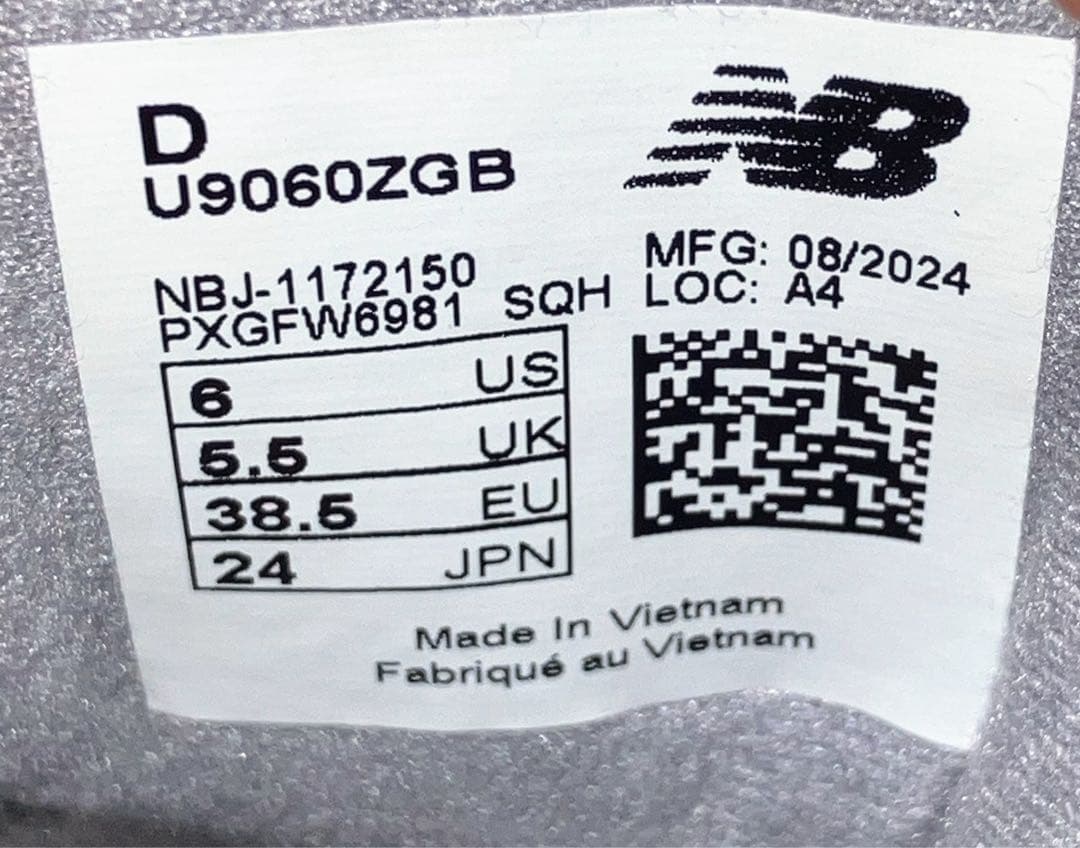 D
U9060ZGB
NB
NBJ-1172150
PXGFW6981 SQH
MFG: 08/2024
LOC: A4
6 US
5.5 UK
38.5 EU
24 JPN
Made In Vietnam
Fabriqué au Vietnam